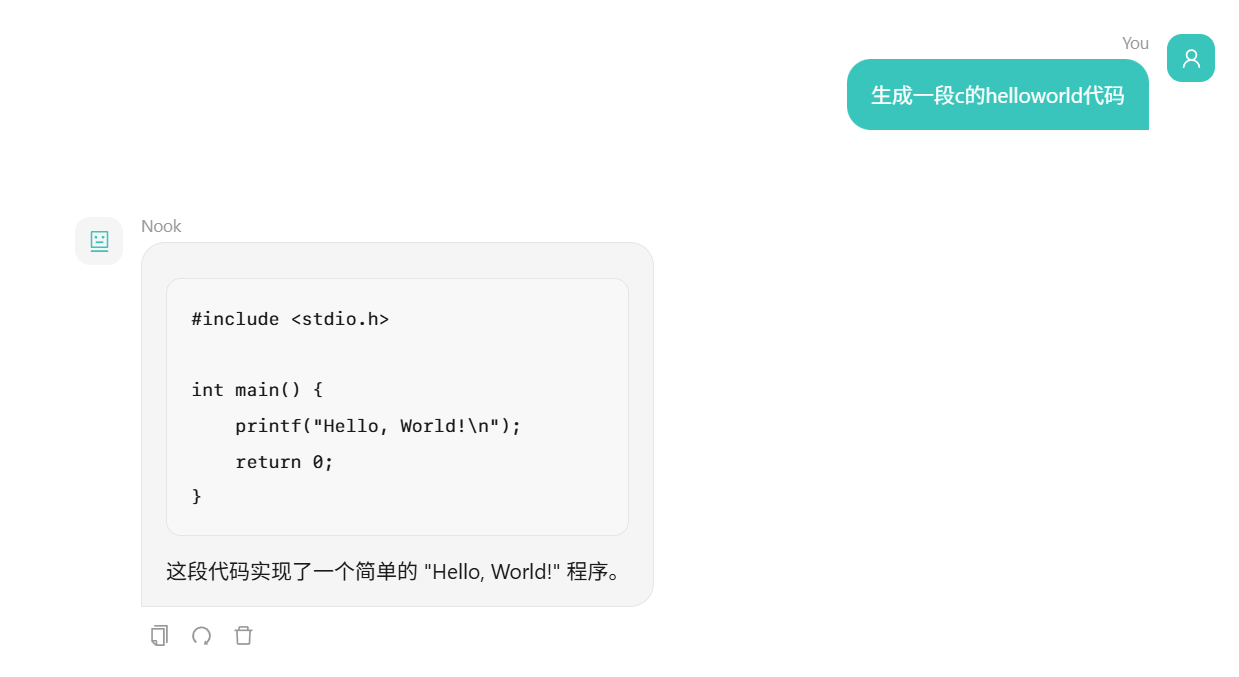 You
生成一段c的helloworld代码
Nook
#include <stdio.h>
int main() {
    printf("Hello, World!\n");
    return 0;
}
这段代码实现了一个简单的 "Hello, World!" 程序。